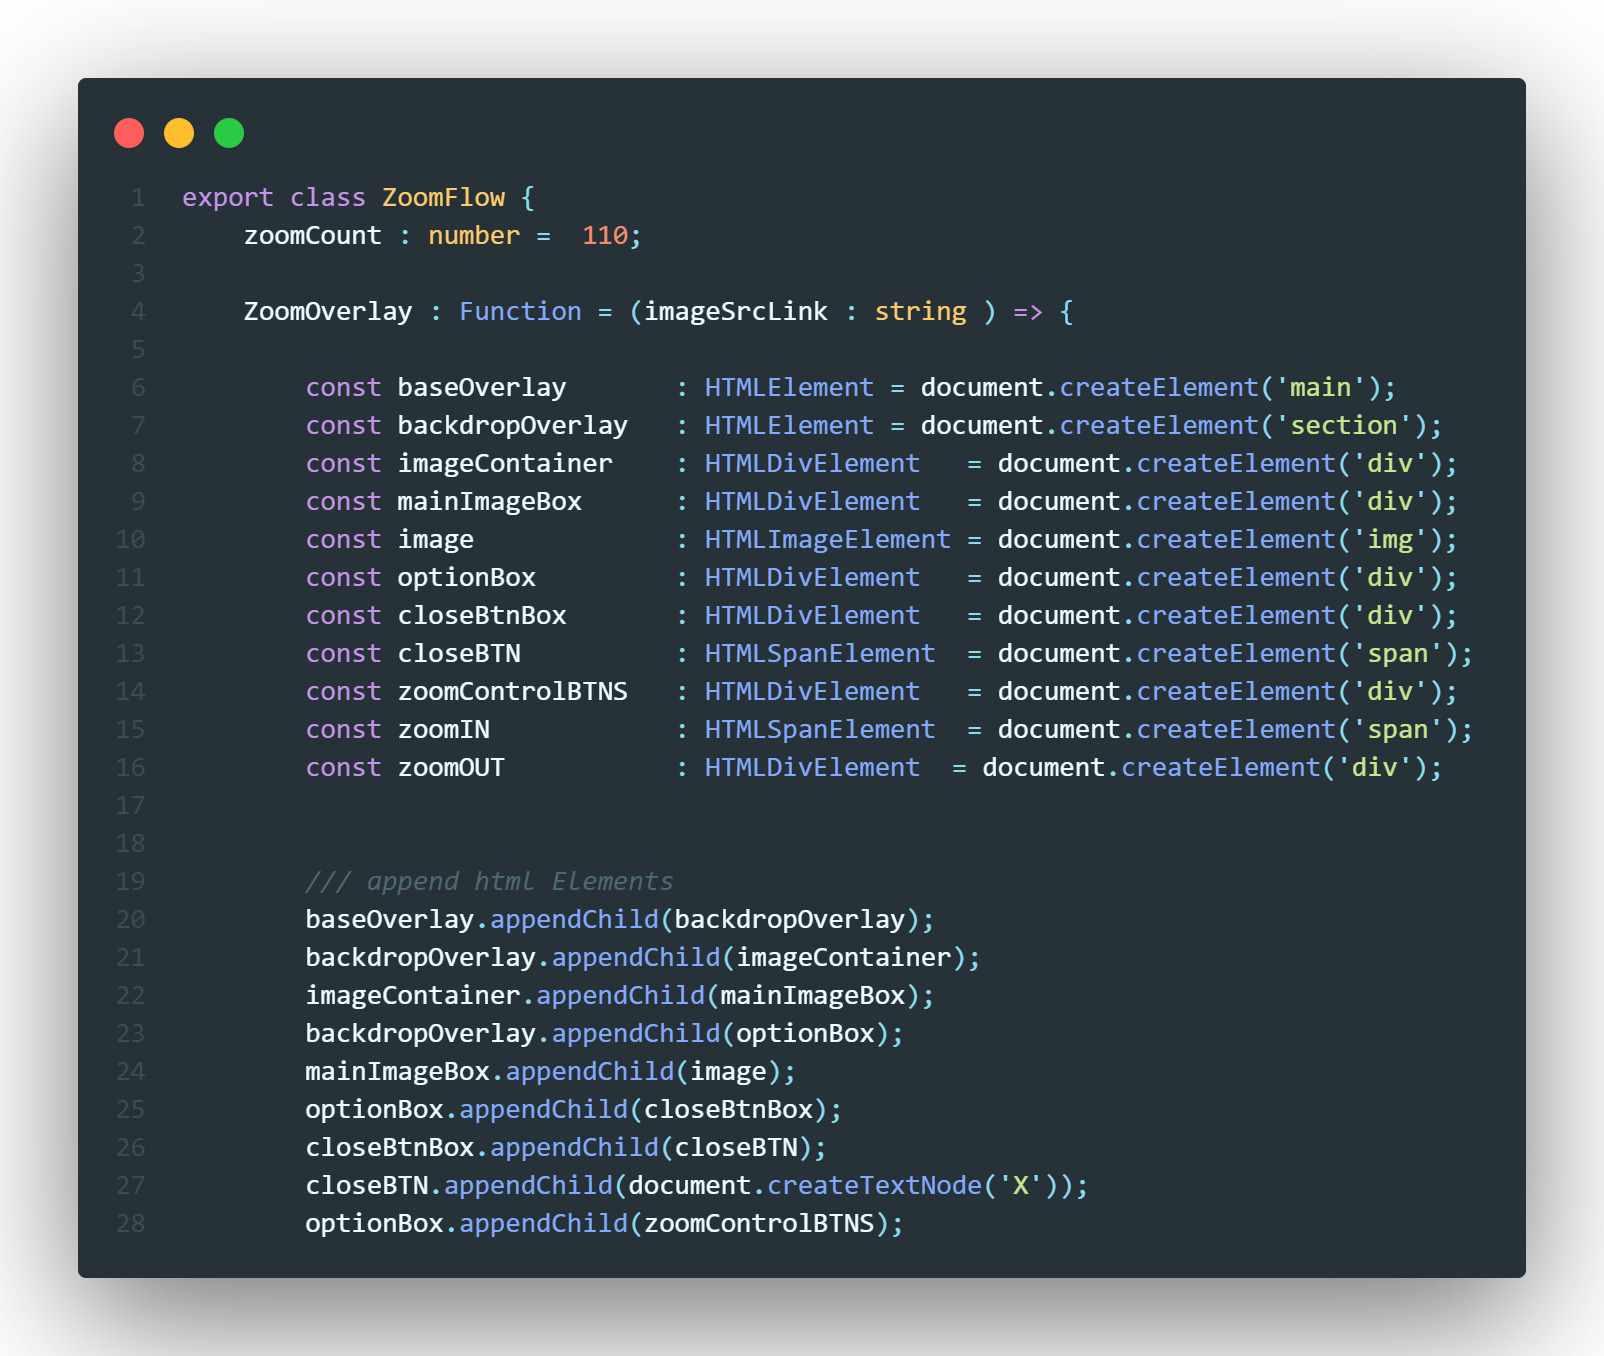 1 export class ZoomFlow {
2 zoomCount : number =  110;
3
4 ZoomOverlay : Function = (imageSrcLink : string ) => {
5
6 const baseOverlay       : HTMLElement = document.createElement('main');
7 const backdropOverlay   : HTMLElement = document.createElement('section');
8 const imageContainer    : HTMLDivElement   = document.createElement('div');
9 const mainImageBox      : HTMLDivElement   = document.createElement('div');
10 const image             : HTMLImageElement = document.createElement('img');
11 const optionBox         : HTMLDivElement   = document.createElement('div');
12 const closeBtnBox       : HTMLDivElement   = document.createElement('div');
13 const closeBTN          : HTMLSpanElement  = document.createElement('span');
14 const zoomControlBTNS   : HTMLDivElement   = document.createElement('div');
15 const zoomIN            : HTMLSpanElement  = document.createElement('span');
16 const zoomOUT           : HTMLDivElement  = document.createElement('div');
17
18
19 /// append html Elements
20 baseOverlay.appendChild(backdropOverlay);
21 backdropOverlay.appendChild(imageContainer);
22 imageContainer.appendChild(mainImageBox);
23 backdropOverlay.appendChild(optionBox);
24 mainImageBox.appendChild(image);
25 optionBox.appendChild(closeBtnBox);
26 closeBtnBox.appendChild(closeBTN);
27 closeBTN.appendChild(document.createTextNode('X'));
28 optionBox.appendChild(zoomControlBTNS);